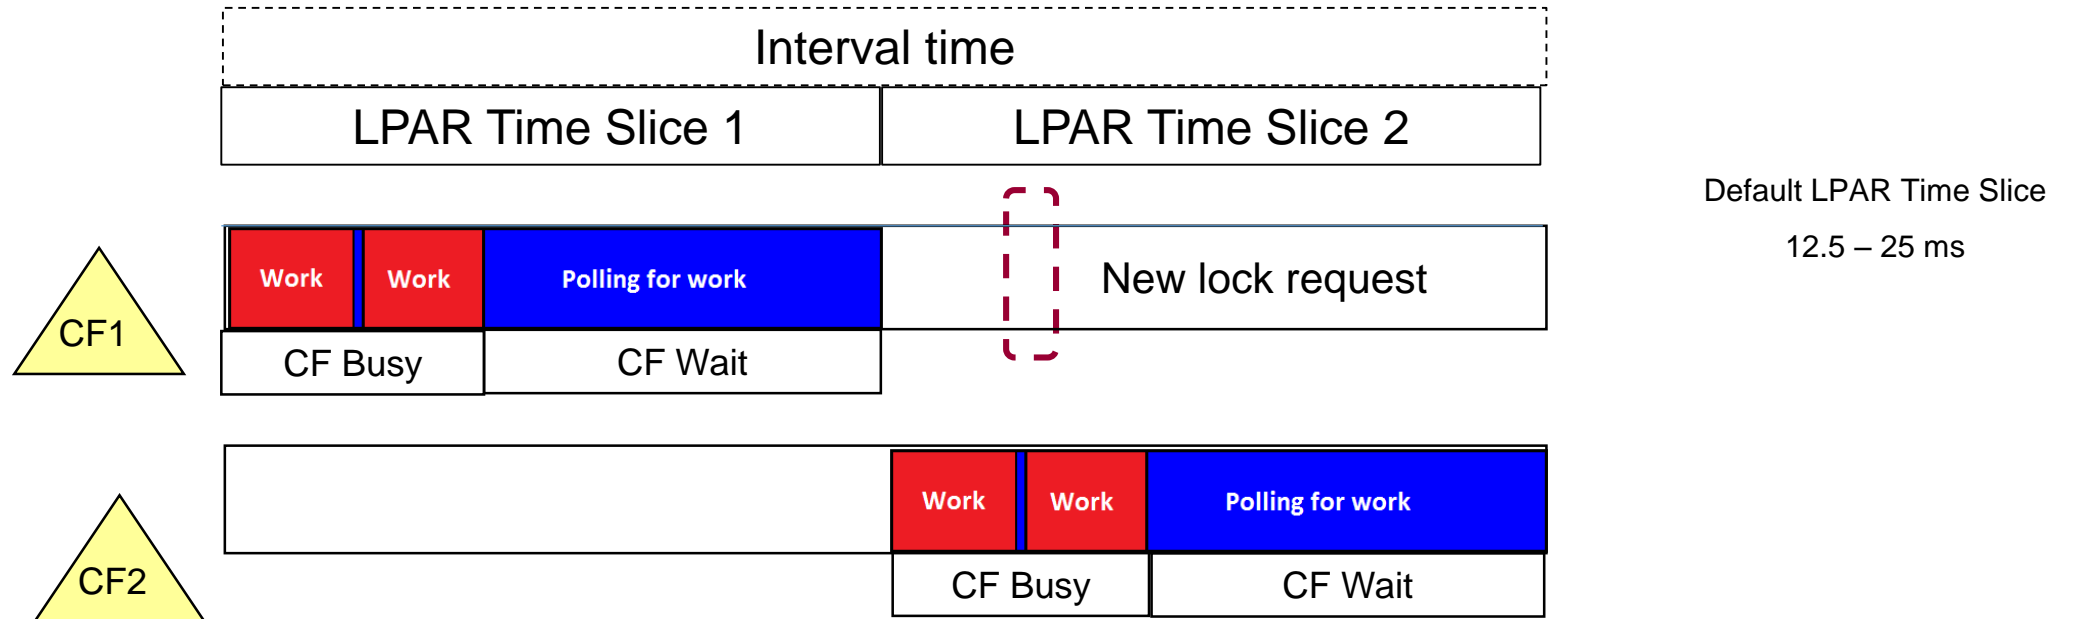 Interval time
LPAR Time Slice 1
LPAR Time Slice 2
Default LPAR Time Slice
12.5 – 25 ms
CF1
Work
Work
Polling for work
New lock request
CF Busy
CF Wait
CF2
Work
Work
Polling for work
CF Busy
CF Wait